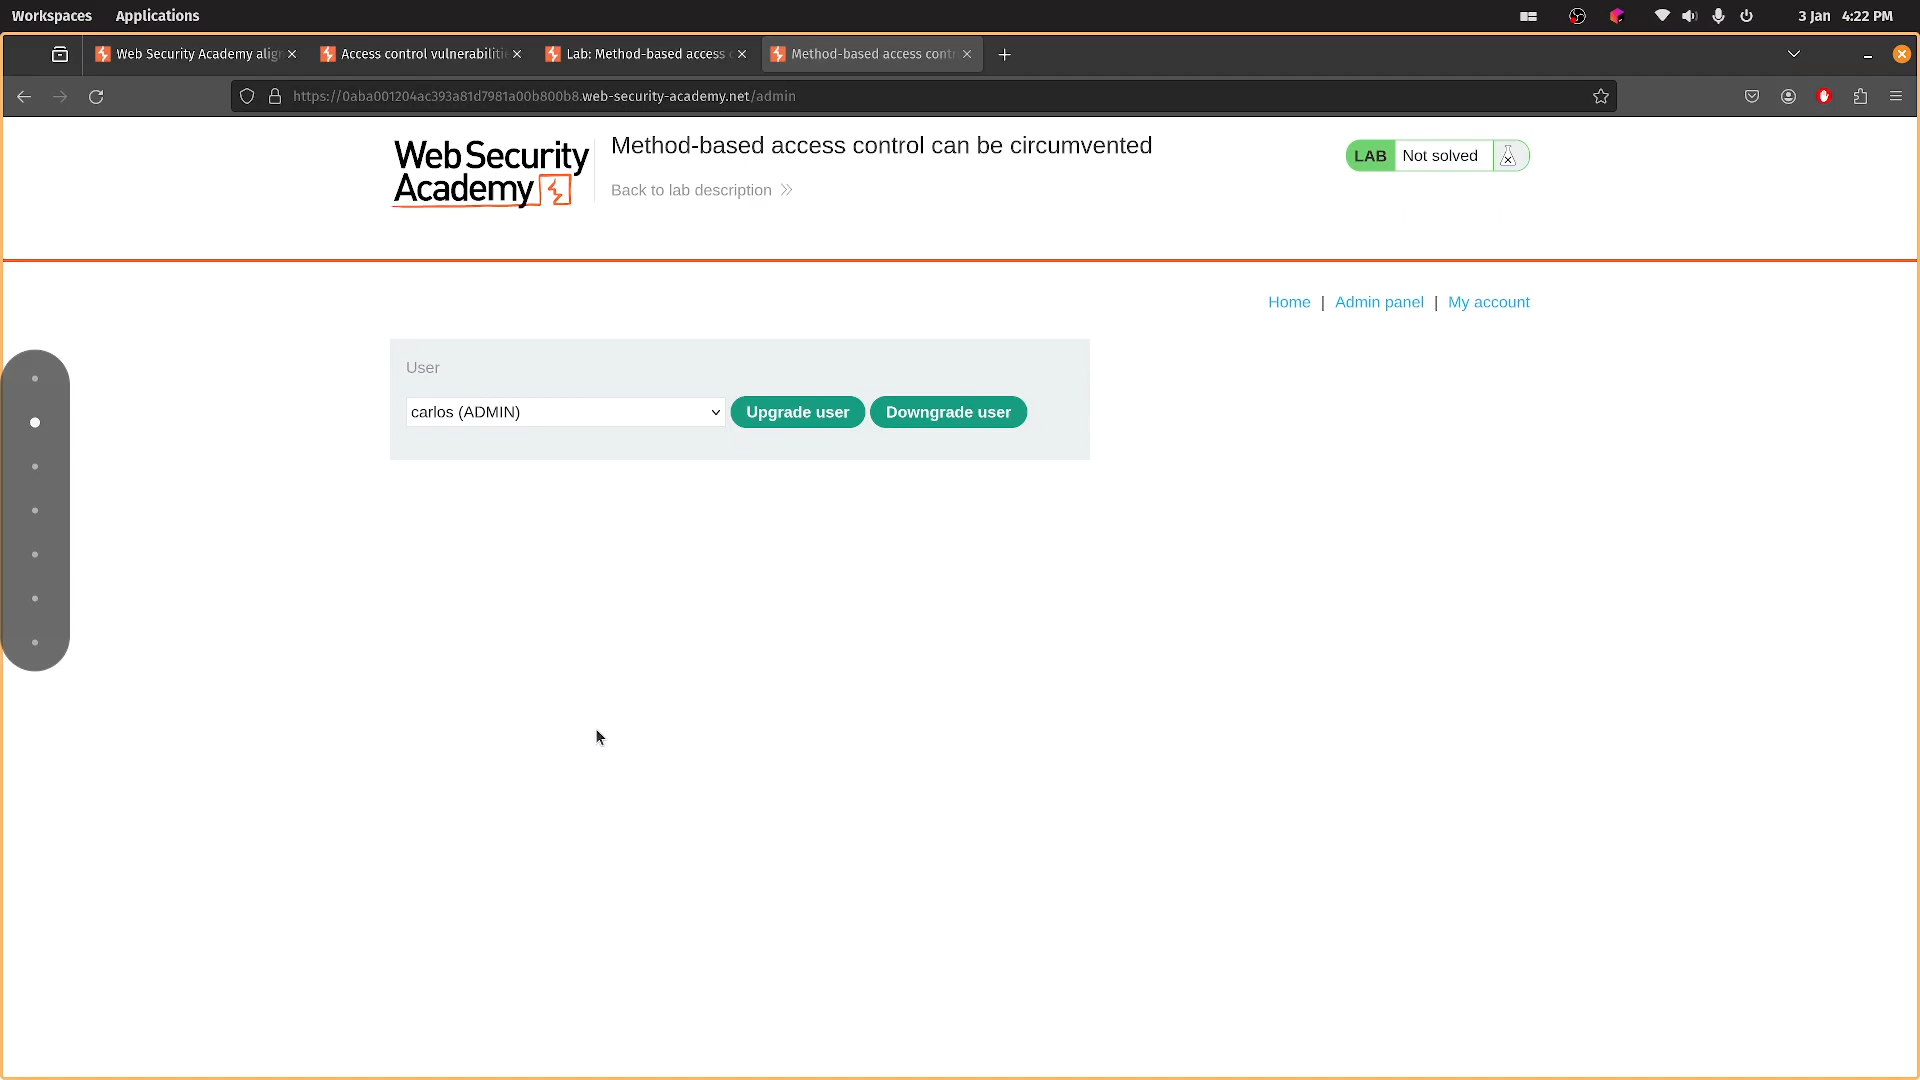 Workspaces Applications 3 Jan 4:22 PM
Web Security Academy alig Access control vulnerabiliti Lab: Method-based access c Method-based access cont
https://0aba001204ac393a81d7981a00b800b8.web-security-academy.net/admin
Web Security
Academy
Method-based access control can be circumvented
Back to lab description
LAB Not solved
Home | Admin panel | My account
User
carlos (ADMIN) Upgrade user Downgrade user